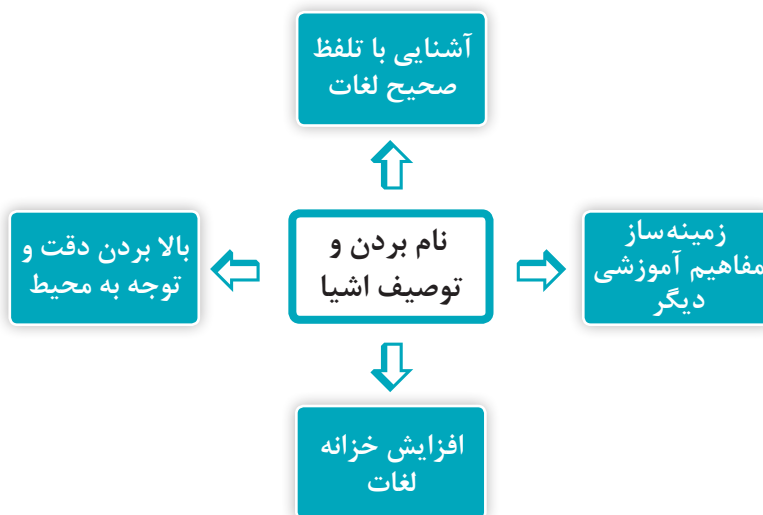 آشنایی با تلفظ
صحیح لغات
زمینه‌ساز
مفاهیم آموزشی
دیگر
نام بردن و
توصیف اشیا
بالا بردن دقت و
توجه به محیط
افزایش خزانه
لغات